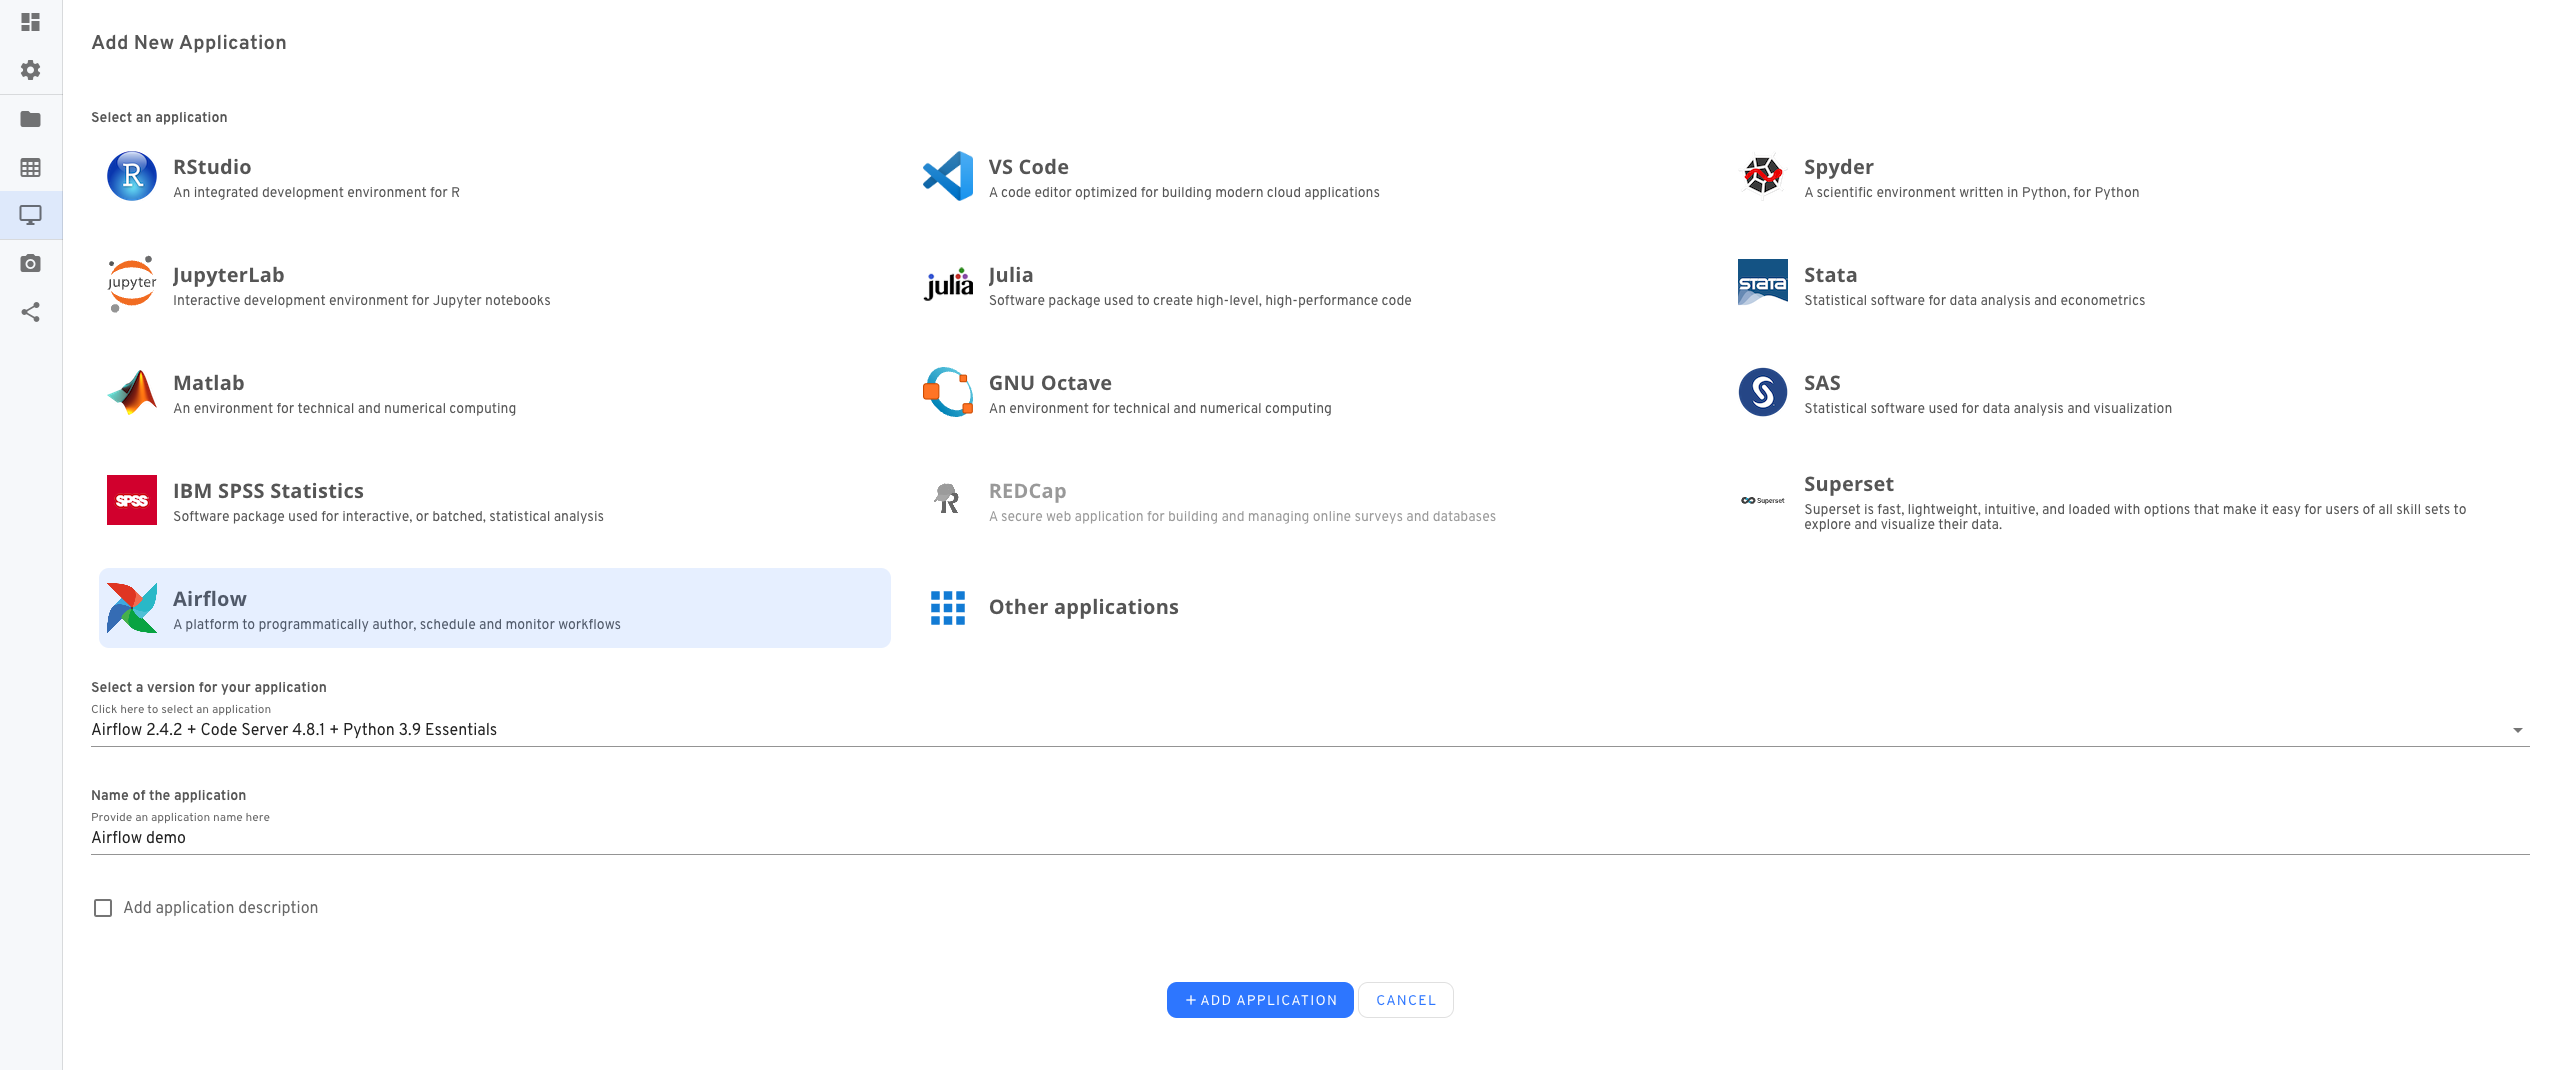 Add New Application
Select an application
R
RStudio
An integrated development environment for R
VS Code
A code editor optimized for building modern cloud applications
Spyder
A scientific environment written in Python, for Python
jupyter
JupyterLab
Interactive development environment for Jupyter notebooks
julia
Julia
Software package used to create high-level, high-performance code
STATA
Stata
Statistical software for data analysis and econometrics
Matlab
An environment for technical and numerical computing
GNU Octave
An environment for technical and numerical computing
SAS
Statistical software used for data analysis and visualization
SPSS
IBM SPSS Statistics
Software package used for interactive, or batched, statistical analysis
R
REDCap
A secure web application for building and managing online surveys and databases
Superset
Superset
Superset is fast, lightweight, intuitive, and loaded with options that make it easy for users of all skill sets to
explore and visualize their data.
Airflow
A platform to programmatically author, schedule and monitor workflows
Other applications
Select a version for your application
Click here to select an application
Airflow 2.4.2 + Code Server 4.8.1 + Python 3.9 Essentials
Name of the application
Provide an application name here
Airflow demo
Add application description
+ ADD APPLICATION
CANCEL